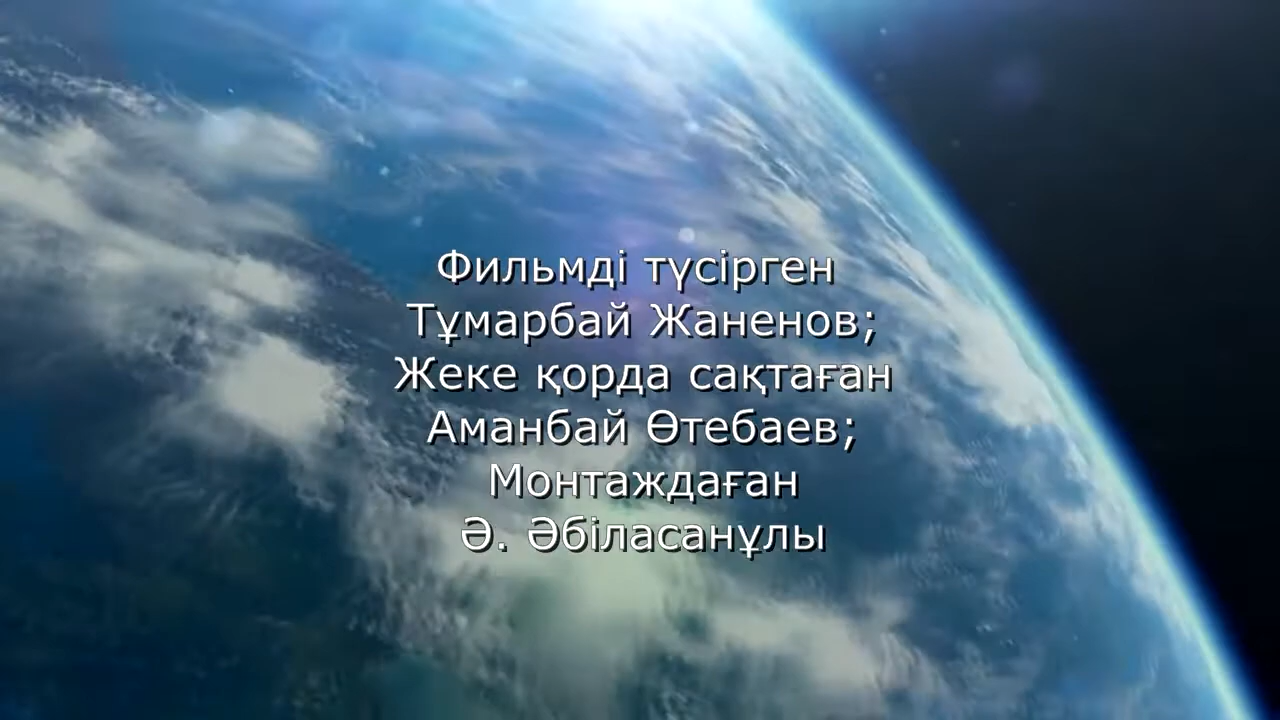 Фильмді түсірген
Тұмарбай Жаненов;
Жеке қорда сақтаған
Аманбай Өтебаев;
Монтаждаған
Ә. Әбіласанұлы